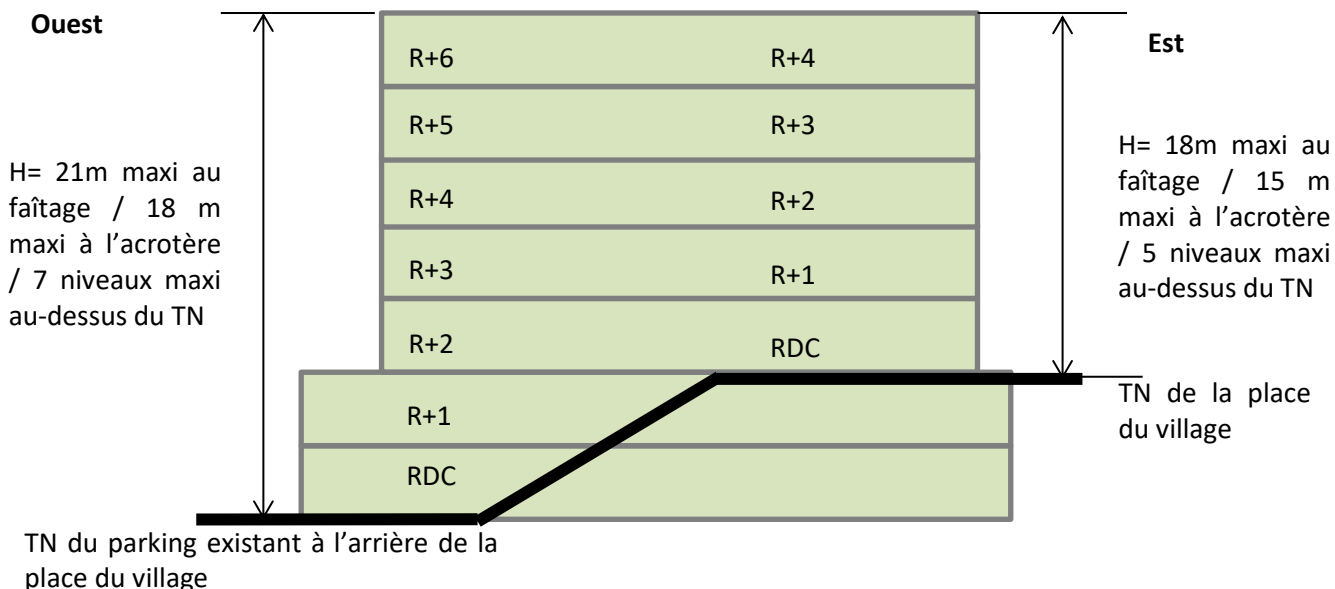 Ouest
Est
R+6 R+4
R+5 R+3
H= 21m maxi au
faîtage / 18 m
maxi à l’acrotère
/ 7 niveaux maxi
au-dessus du TN
H= 18m maxi au
faîtage / 15 m
maxi à l’acrotère
/ 5 niveaux maxi
au-dessus du TN
R+4 R+2
R+3 R+1
R+2 RDC
R+1
RDC
TN de la place
du village
TN du parking existant à l’arrière de la
place du village